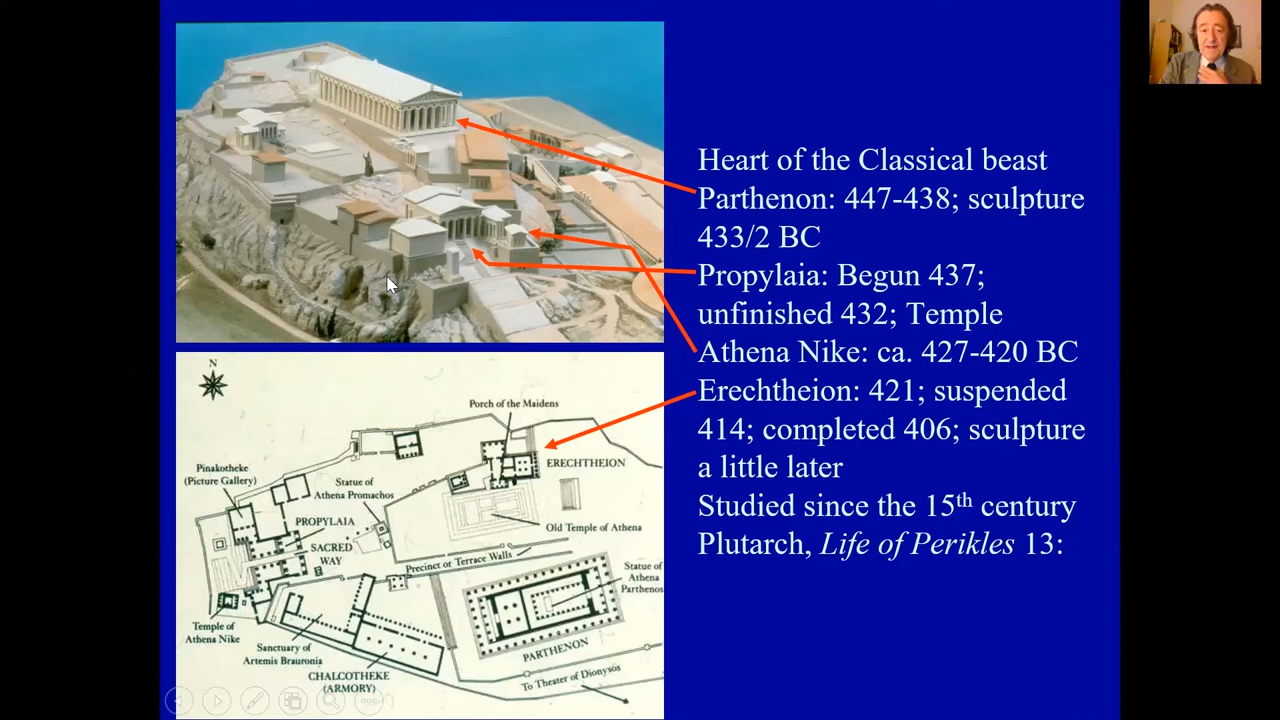 Heart of the Classical beast
Parthenon: 447-438; sculpture
433/2 BC
Propylaia: Begun 437;
unfinished 432; Temple
Athena Nike: ca. 427-420 BC
Erechtheion: 421; suspended
414; completed 406; sculpture
a little later
Studied since the 15th century
Plutarch, Life of Perikles 13:
N
Porch of the Maidens
ERECHTHEION
Pinakotheke
(Picture Gallery)
Statue of
Athena Promachos
PROPYLAIA
SACRED
WAY
Old Temple of Athena
Precinct or Terrace Walls
Statue of
Athena
Parthenos
Temple of
Athena Nike
Sanctuary of
Artemis Brauronia
PARTHENON
CHALCOTHEKE
(ARMORY)
To Theater of Dionysos